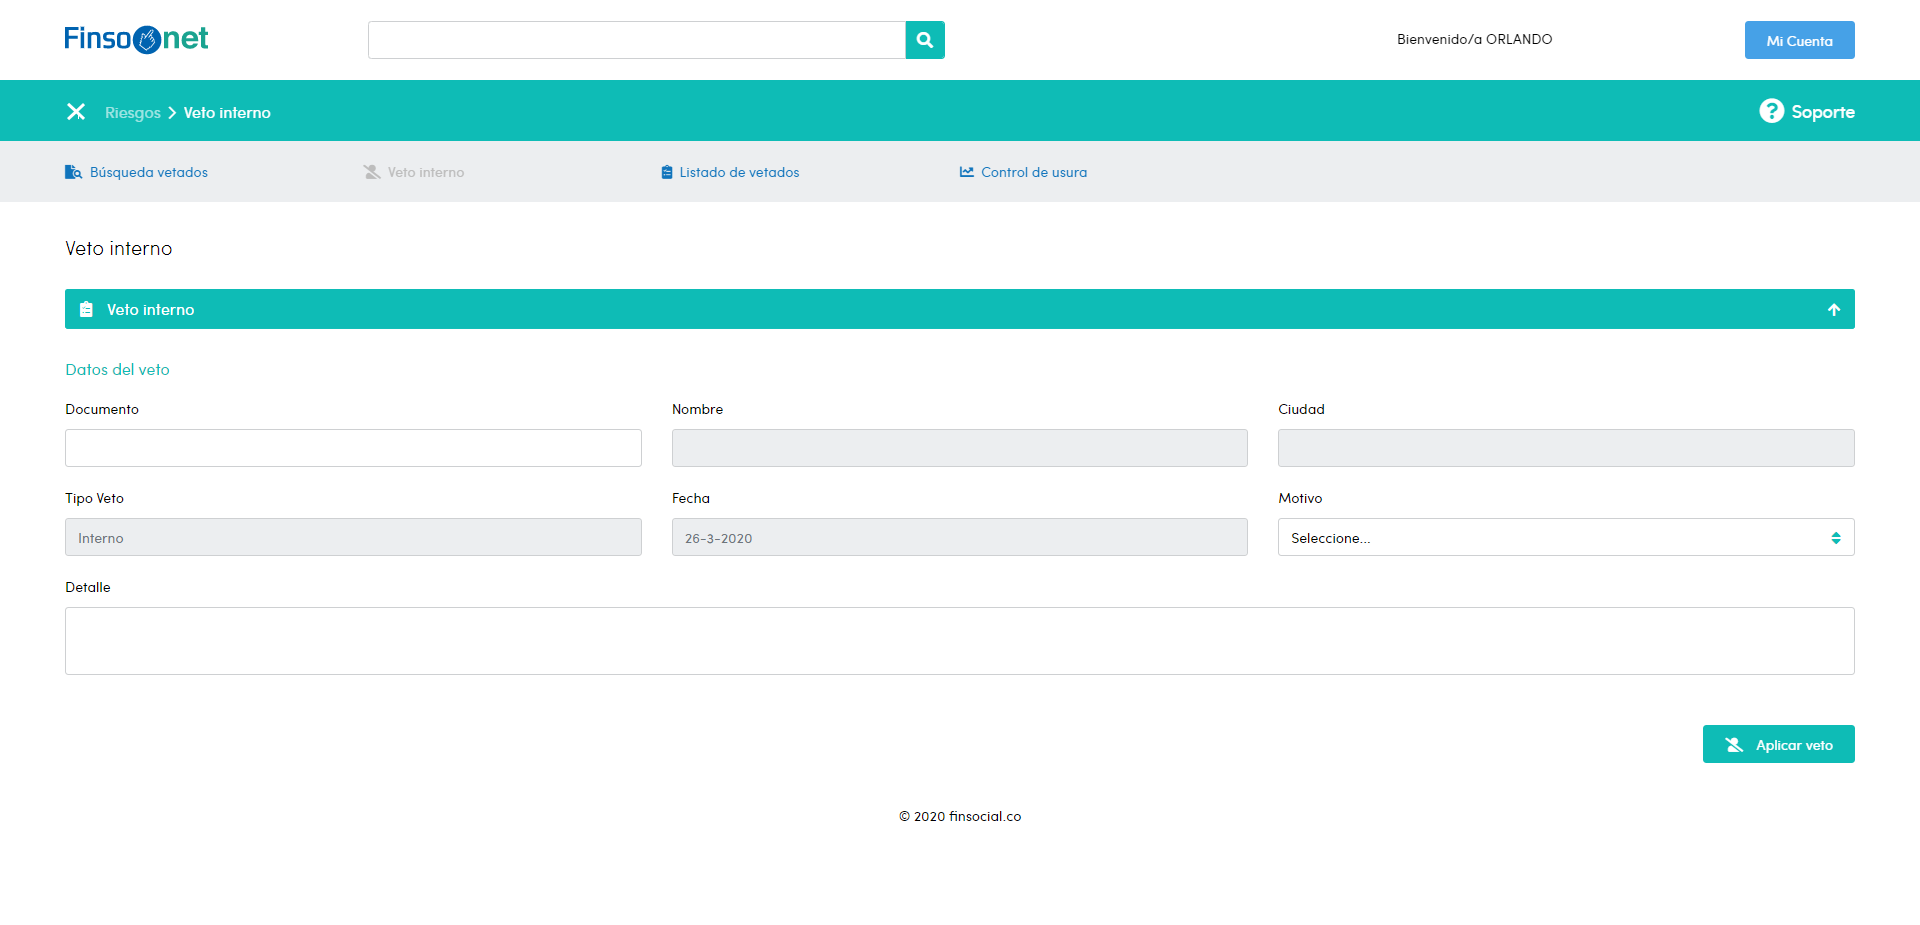 Finsonet
Bienvenido/a ORLANDO
Mi Cuenta
Riesgos > Veto interno
Soporte
Búsqueda vetados
Veto interno
Listado de vetados
Control de usura
Veto interno
Veto interno
Datos del veto
Documento
Nombre
Ciudad
Tipo Veto
Fecha
Motivo
Interno
26-3-2020
Seleccione...
Detalle
Aplicar veto
© 2020 finsocial.co